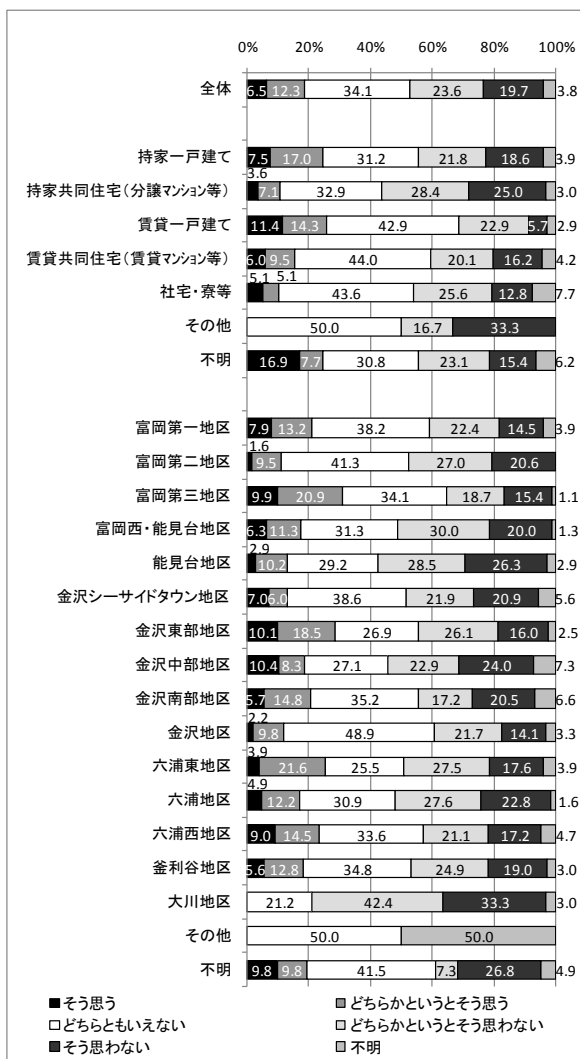 0% 20% 40% 60% 80% 100%
全体 6.5 12.3 34.1 23.6 19.7 3.8
持家一戸建て 7.5 17.0 31.2 21.8 18.6 3.9
持家共同住宅(分譲マンション等) 3.6 7.1 32.9 28.4 25.0 3.0
賃貸一戸建て 11.4 14.3 42.9 22.9 5.7 2.9
賃貸共同住宅(賃貸マンション等) 6.0 9.5 44.0 20.1 16.2 4.2
社宅・寮等 5.1 5.1 43.6 25.6 12.8 7.7
その他 50.0 16.7 33.3
不明 16.9 7.7 30.8 23.1 15.4 6.2
富岡第一地区 7.9 13.2 38.2 22.4 14.5 3.9
富岡第二地区 1.6 9.5 41.3 27.0 20.6
富岡第三地区 9.9 20.9 34.1 18.7 15.4 1.1
富岡西・能見台地区 6.3 11.3 31.3 30.0 20.0 1.3
能見台地区 2.9 10.2 29.2 28.5 26.3 2.9
金沢シーサイドタウン地区 7.0 6.0 38.6 21.9 20.9 5.6
金沢東部地区 10.1 18.5 26.9 26.1 16.0 2.5
金沢中部地区 10.4 8.3 27.1 22.9 24.0 7.3
金沢南部地区 5.7 14.8 35.2 17.2 20.5 6.6
金沢地区 2.2 9.8 48.9 21.7 14.1 3.3
六浦東地区 3.9 21.6 25.5 27.5 17.6 3.9
六浦地区 4.9 12.2 30.9 27.6 22.8 1.6
六浦西地区 9.0 14.5 33.6 21.1 17.2 4.7
釜利谷地区 5.6 12.8 34.8 24.9 19.0 3.0
大川地区 21.2 42.4 33.3 3.0
その他 50.0 50.0
不明 9.8 9.8 41.5 7.3 26.8 4.9
そう思う どちらかというとそう思う
どちらともいえない どちらかというとそう思わない
そう思わない 不明